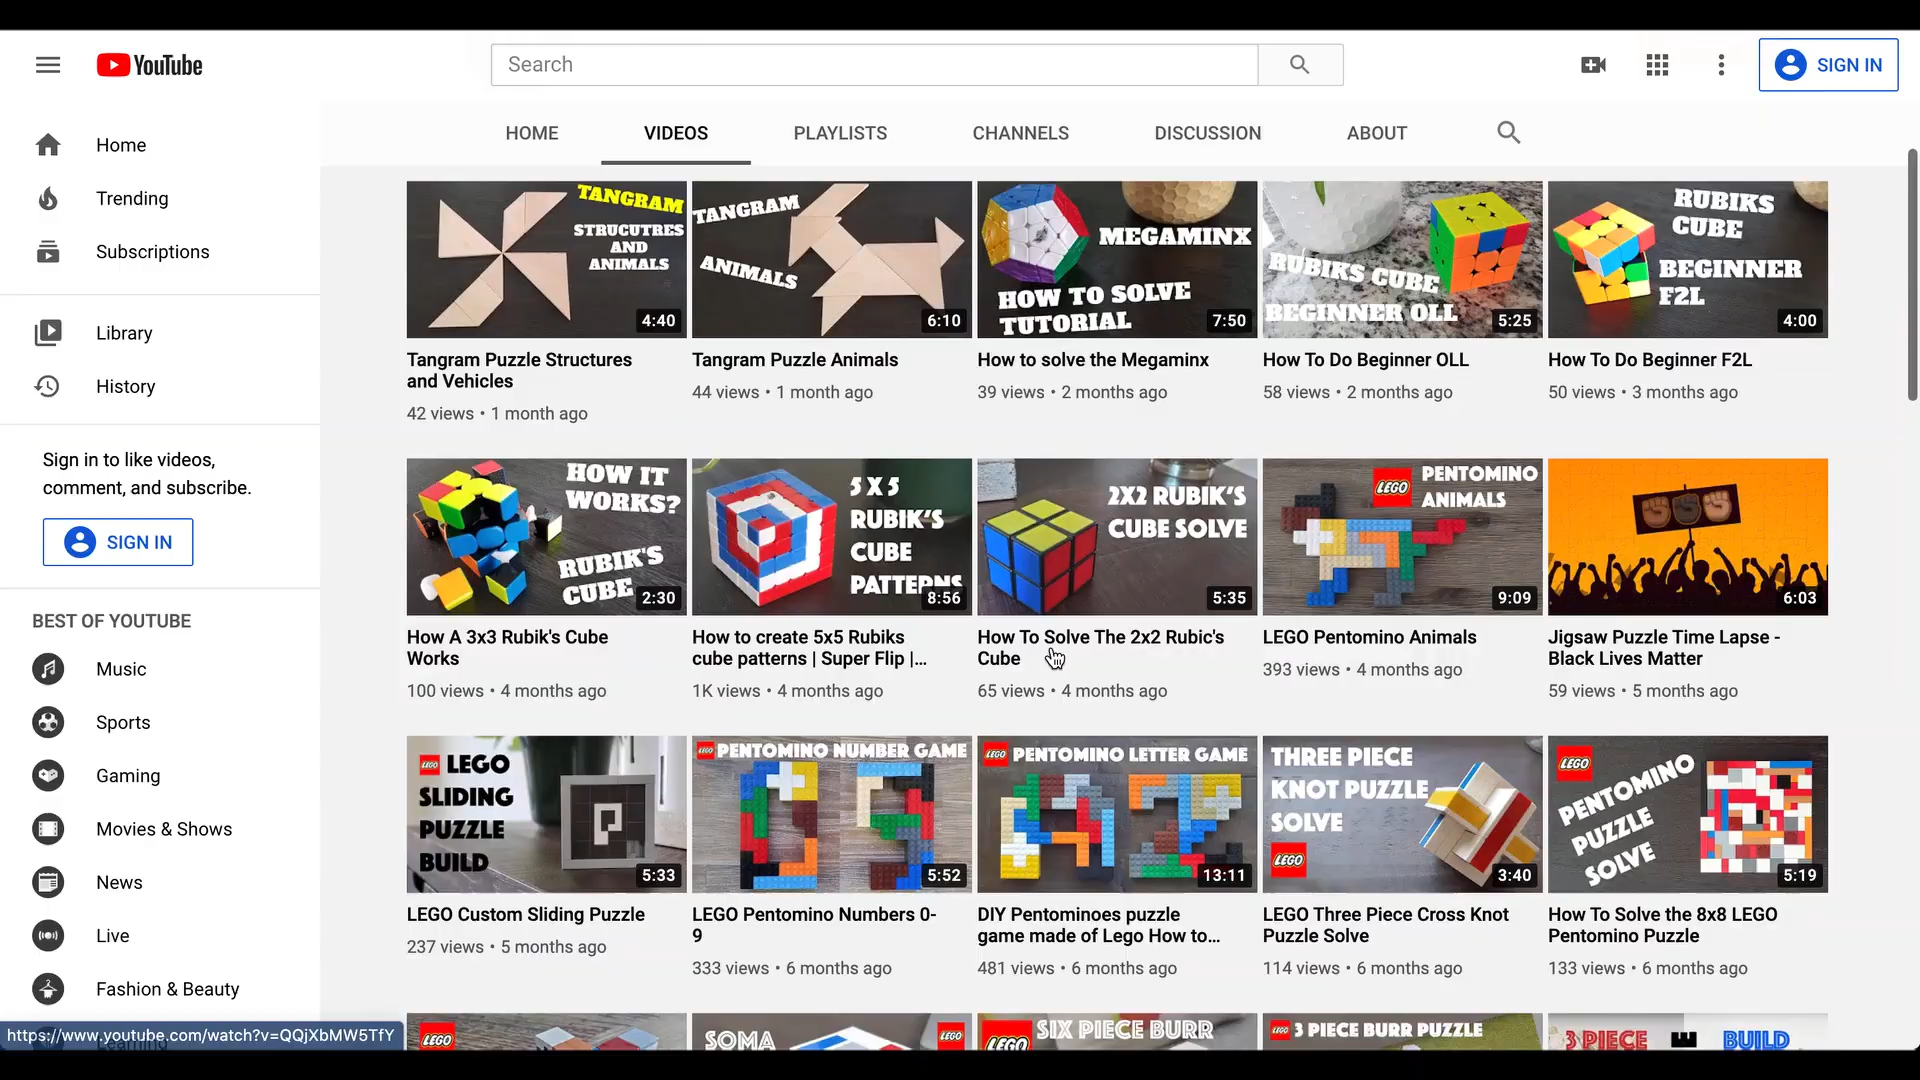 YouTube
Search
SIGN IN
HOME
VIDEOS
PLAYLISTS
CHANNELS
DISCUSSION
ABOUT
Home
Trending
Subscriptions
Library
History
Sign in to like videos,
comment, and subscribe.
SIGN IN
BEST OF YOUTUBE
Music
Sports
Gaming
Movies & Shows
News
Live
Fashion & Beauty
Learning
https://www.youtube.com/watch?v=QQjXbMW5TfY
TANGRAM
STRUCUTRES
AND
ANIMALS
4:40
Tangram Puzzle Structures
and Vehicles
42 views • 1 month ago
TANGRAM
ANIMALS
6:10
Tangram Puzzle Animals
44 views • 1 month ago
MEGAMINX
HOW TO SOLVE
TUTORIAL
7:50
How to solve the Megaminx
39 views • 2 months ago
RUBIKS CUBE
BEGINNER OLL
5:25
How To Do Beginner OLL
58 views • 2 months ago
RUBIKS
CUBE
BEGINNER
F2L
4:00
How To Do Beginner F2L
50 views • 3 months ago
HOW IT
WORKS?
RUBIK'S
CUBE
2:30
How A 3x3 Rubik's Cube
Works
100 views • 4 months ago
5 X 5
RUBIK'S
CUBE
PATTERNS
8:56
How to create 5x5 Rubiks
cube patterns | Super Flip |...
1K views • 4 months ago
2X2 RUBIK'S
CUBE SOLVE
5:35
How To Solve The 2x2 Rubic's
Cube
65 views • 4 months ago
LEGO
PENTOMINO
ANIMALS
9:09
LEGO Pentomino Animals
393 views • 4 months ago
6:03
Jigsaw Puzzle Time Lapse -
Black Lives Matter
59 views • 5 months ago
LEGO LEGO
SLIDING
PUZZLE
BUILD
P
5:33
LEGO Custom Sliding Puzzle
237 views • 5 months ago
LEGO PENTOMINO NUMBER GAME
5:52
LEGO Pentomino Numbers 0-
9
333 views • 6 months ago
LEGO PENTOMINO LETTER GAME
13:11
DIY Pentominoes puzzle
game made of Lego How to...
481 views • 6 months ago
THREE PIECE
KNOT PUZZLE
SOLVE
LEGO
3:40
LEGO Three Piece Cross Knot
Puzzle Solve
114 views • 6 months ago
LEGO
PENTOMINO
PUZZLE
SOLVE
5:19
How To Solve the 8x8 LEGO
Pentomino Puzzle
133 views • 6 months ago
LEGO
SOMA
LEGO
LEGO
SIX PIECE BURR
LEGO 3 PIECE BURR PUZZLE
3 PIECE
BUILD